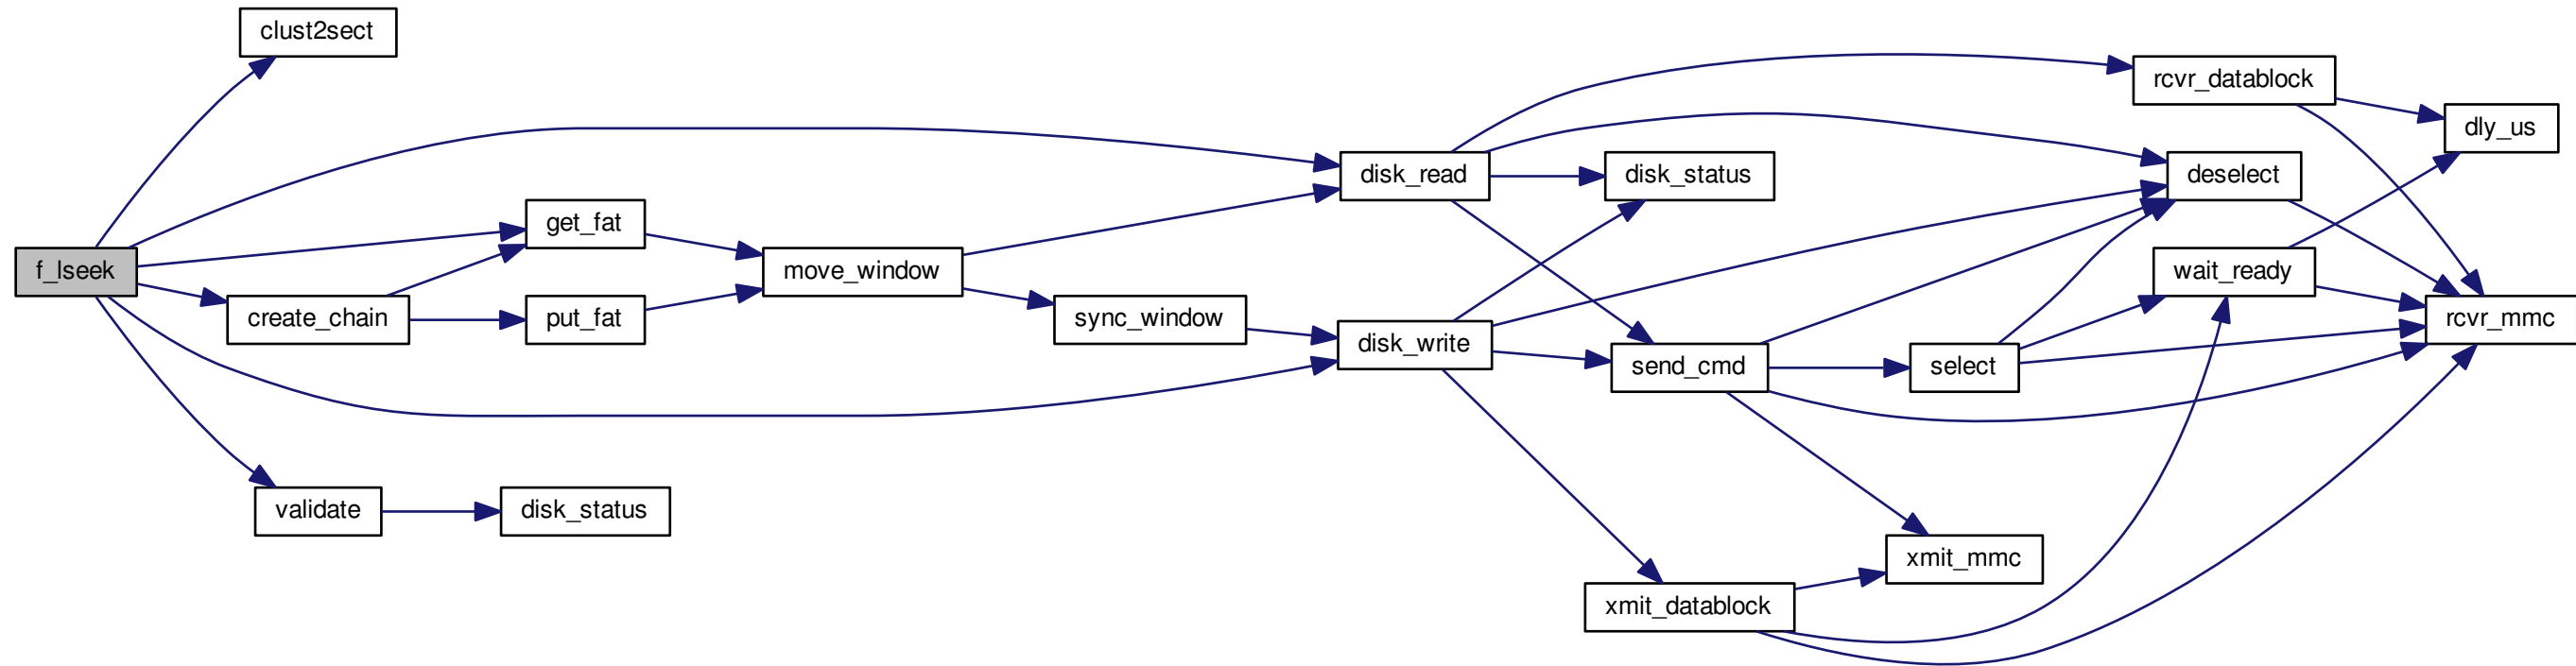 clust2sect
rcvr_datablock
dly_us
disk_read
disk_status
deselect
get_fat
f_lseek
move_window
wait_ready
create_chain
put_fat
sync_window
rcvr_mmc
disk_write
send_cmd
select
validate
disk_status
xmit_mmc
xmit_datablock